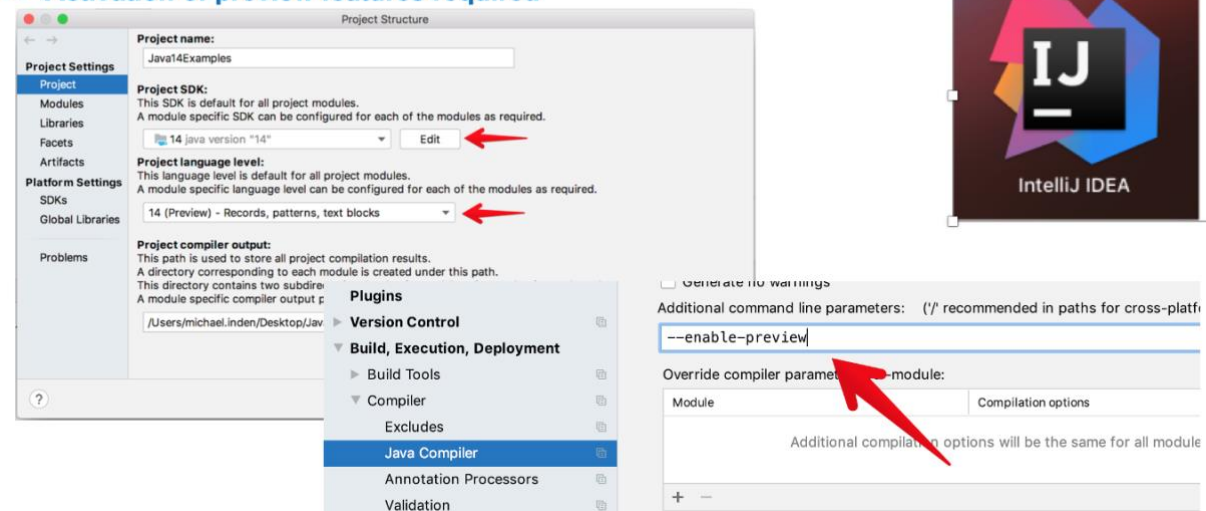 Activation of preview features required
Project Structure
Project name:
Java14Examples
Project Settings
Project
Modules
Libraries
Facets
Artifacts
Platform Settings
SDKs
Global Libraries
Problems
Project SDK:
This SDK is default for all project modules.
A module specific SDK can be configured for each of the modules as required.
14 java version "14"
Edit
Project language level:
This language level is default for all project modules.
A module specific language level can be configured for each of the modules as required.
14 (Preview) - Records, patterns, text blocks
Project compiler output:
This path is used to store all project compilation results.
A directory corresponding to each module is created under this path.
This directory contains two
A module specific compiler output
/Users/michael.inden/Desktop/Jav
?
IJ
IntelliJ IDEA
Plugins
Version Control
Build, Execution, Deployment
Build Tools
Compiler
Excludes
Java Compiler
Annotation Processors
Validation
Generate no warnings
Additional command line parameters: ('/' recommended in paths for cross-platf
--enable-preview
Override compiler -module:
Module
Compilation options
Additional options will be the same for all module
+ −